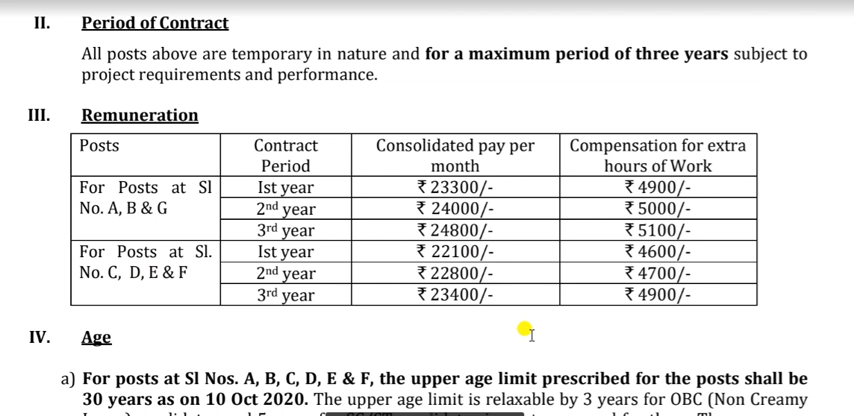 II. Period of Contract
All posts above are temporary in nature and for a maximum period of three years subject to
project requirements and performance.
III. Remuneration
Posts Contract Period Consolidated pay per month Compensation for extra hours of Work
For Posts at Sl No. A, B & G Ist year ₹ 23300/- ₹ 4900/-
2nd year ₹ 24000/- ₹ 5000/-
3rd year ₹ 24800/- ₹ 5100/-
For Posts at Sl. No. C, D, E & F Ist year ₹ 22100/- ₹ 4600/-
2nd year ₹ 22800/- ₹ 4700/-
3rd year ₹ 23400/- ₹ 4900/-
IV. Age
a) For posts at Sl Nos. A, B, C, D, E & F, the upper age limit prescribed for the posts shall be
30 years as on 10 Oct 2020. The upper age limit is relaxable by 3 years for OBC (Non Creamy